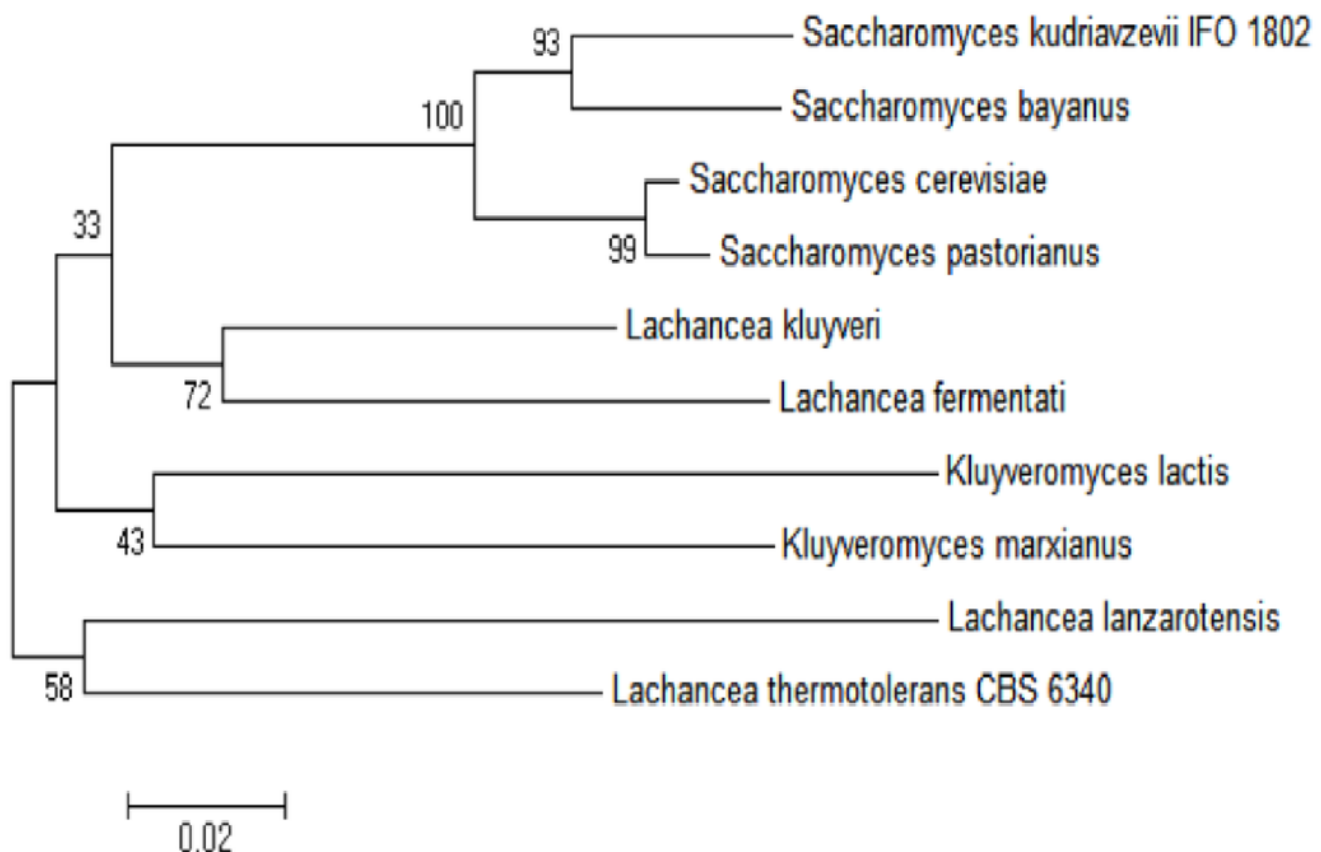 Saccharomyces kudriavzevii IFO 1802
93
Saccharomyces bayanus
100
Saccharomyces cerevisiae
33
99
Saccharomyces pastorianus
Lachancea kluyveri
72
Lachancea fermentati
Kluyveromyces lactis
43
Kluyveromyces marxianus
Lachancea lanzarotensis
58
Lachancea thermotolerans CBS 6340
0.02